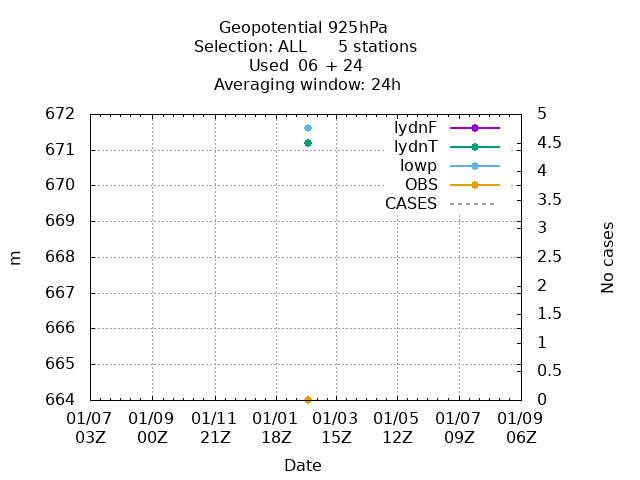 Geopotential 925hPa
Selection: ALL      5 stations
Used  06 + 24
Averaging window: 24h
672
671
670
669
668
667
666
665
664
m
5
4.5
4
3.5
3
2.5
2
1.5
1
0.5
0
No cases
lydnF
lydnT
lowp
OBS
CASES
01/07 01/09 01/11 01/01 01/03 01/05 01/07 01/09
03Z 00Z 21Z 18Z 15Z 12Z 09Z 06Z
Date